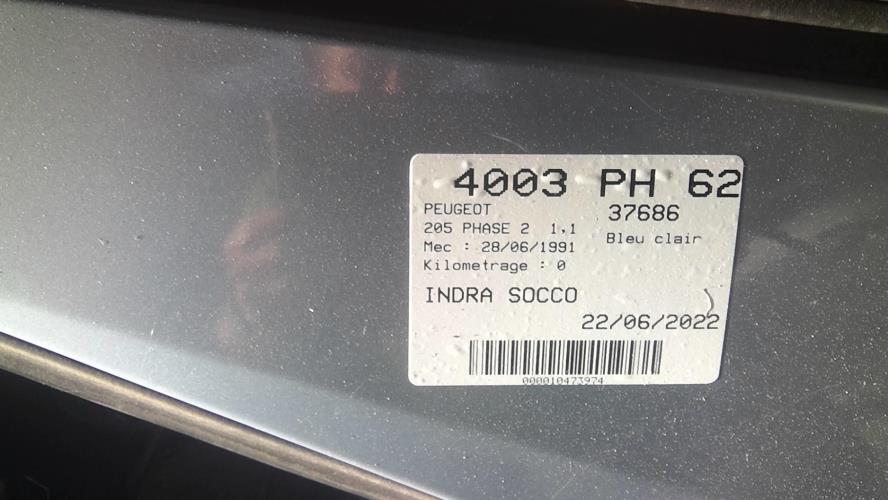 4003 PH 62
PEUGEOT 37686
205 PHASE 2 1,1
Bleu clair
Mec : 28/06/1991
Kilometrage : 0
INDRA SOCCO
22/06/2022
000010473974